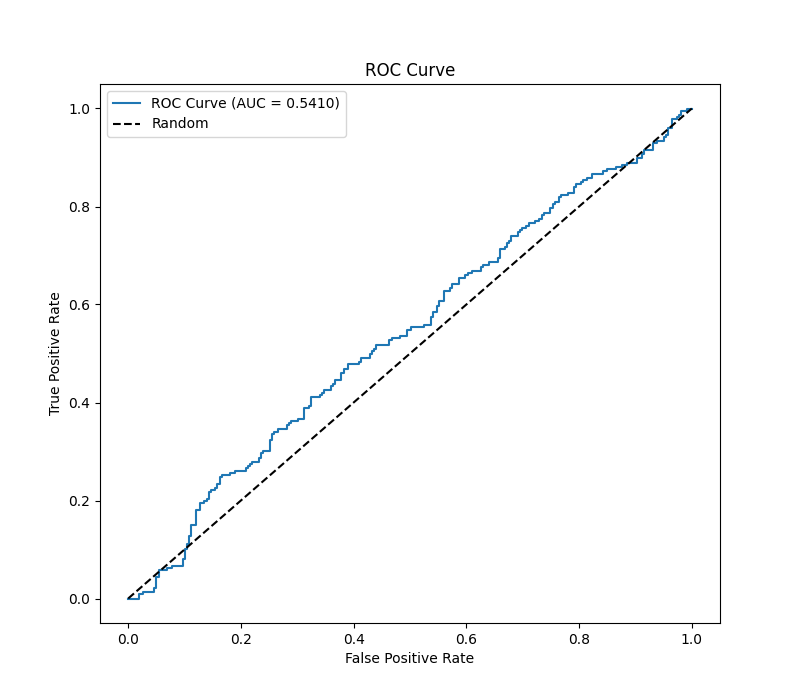 ROC Curve
ROC Curve (AUC = 0.5410)
Random
True Positive Rate
1.0
0.8
0.6
0.4
0.2
0.0
0.0 0.2 0.4 0.6 0.8 1.0
False Positive Rate